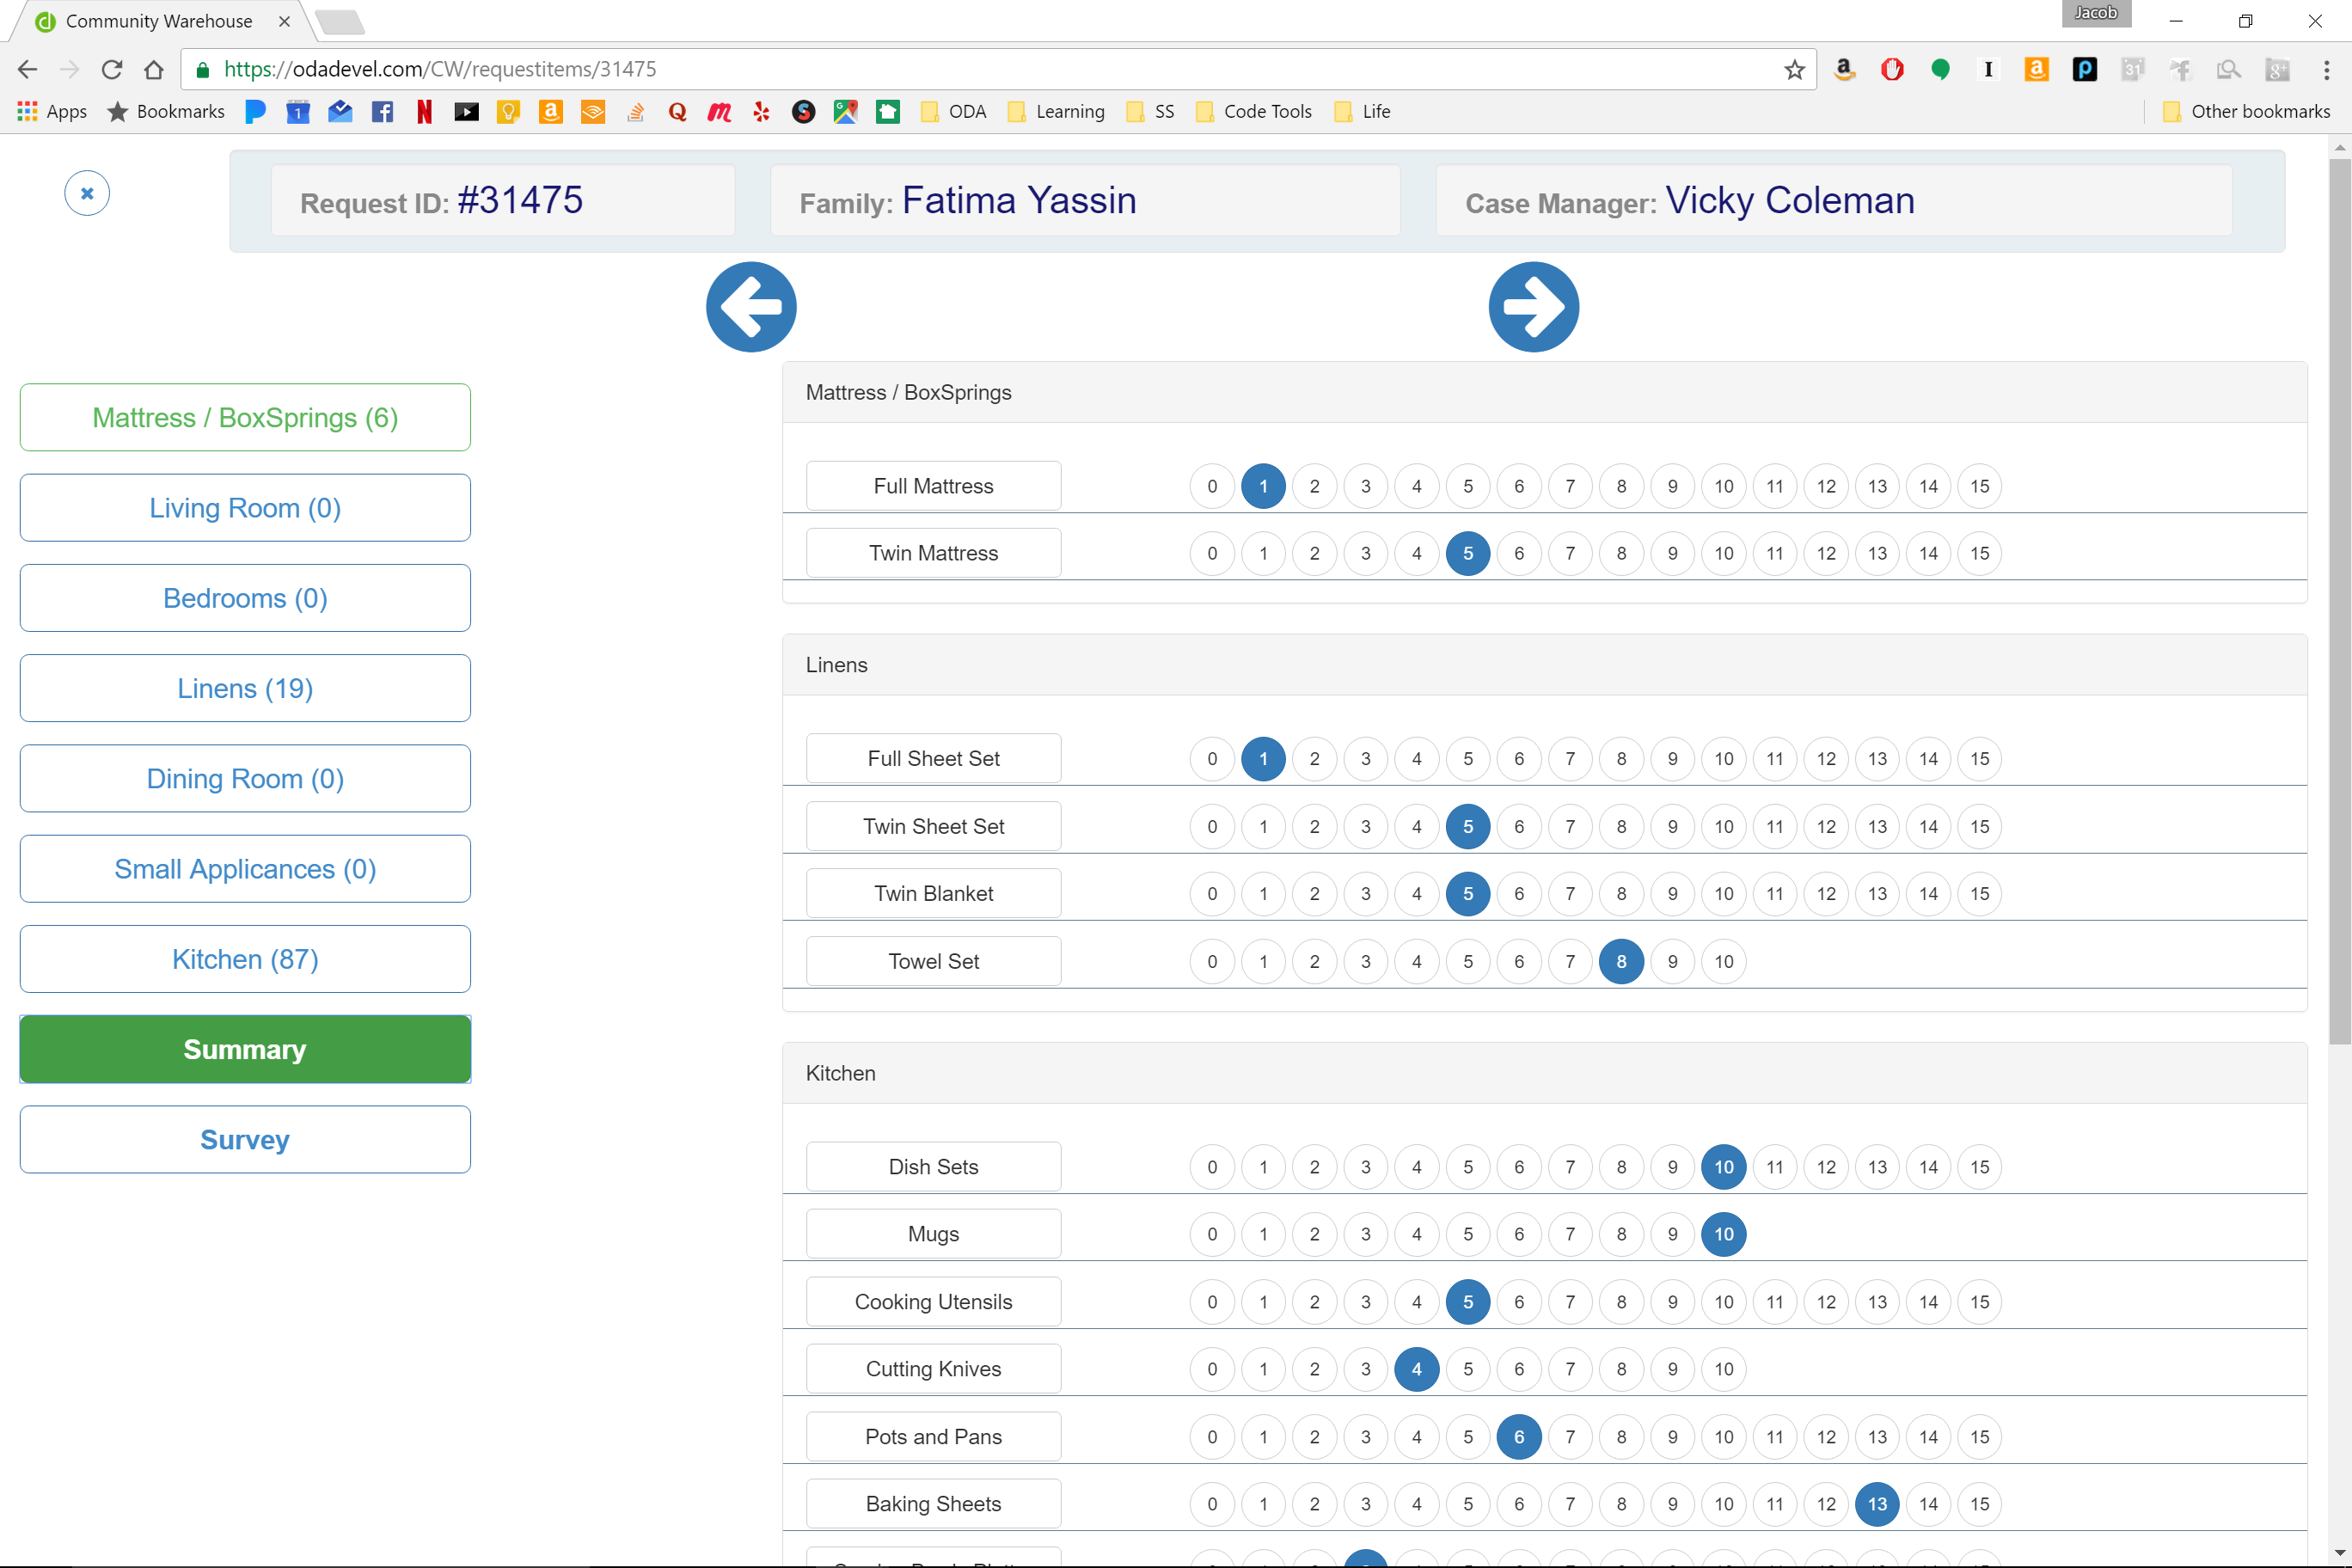 Community Warehouse
Jacob
https://odadevel.com/CW/requestitems/31475
Apps Bookmarks ODA Learning SS Code Tools Life Other bookmarks
Request ID: #31475 Family: Fatima Yassin Case Manager: Vicky Coleman
Mattress / BoxSprings (6)
Living Room (0)
Bedrooms (0)
Linens (19)
Dining Room (0)
Small Applicances (0)
Kitchen (87)
Summary
Survey
Mattress / BoxSprings
Full Mattress 0 1 2 3 4 5 6 7 8 9 10 11 12 13 14 15
Twin Mattress 0 1 2 3 4 5 6 7 8 9 10 11 12 13 14 15
Linens
Full Sheet Set 0 1 2 3 4 5 6 7 8 9 10 11 12 13 14 15
Twin Sheet Set 0 1 2 3 4 5 6 7 8 9 10 11 12 13 14 15
Twin Blanket 0 1 2 3 4 5 6 7 8 9 10 11 12 13 14 15
Towel Set 0 1 2 3 4 5 6 7 8 9 10
Kitchen
Dish Sets 0 1 2 3 4 5 6 7 8 9 10 11 12 13 14 15
Mugs 0 1 2 3 4 5 6 7 8 9 10
Cooking Utensils 0 1 2 3 4 5 6 7 8 9 10 11 12 13 14 15
Cutting Knives 0 1 2 3 4 5 6 7 8 9 10
Pots and Pans 0 1 2 3 4 5 6 7 8 9 10 11 12 13 14 15
Baking Sheets 0 1 2 3 4 5 6 7 8 9 10 11 12 13 14 15